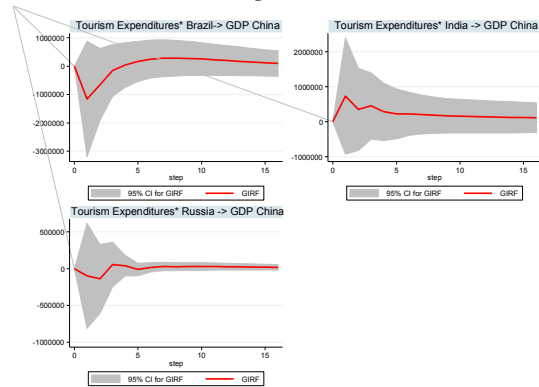 Tourism Expenditures* Brazil-> GDP China
1000000
0
-1000000
-2000000
-3000000
0 5 10 15
step
95% CI for GIRF GIRF
Tourism Expenditures* India -> GDP China
2000000
1000000
0
-1000000
0 5 10 15
step
95% CI for GIRF GIRF
Tourism Expenditures* Russia -> GDP China
500000
0
-500000
-1000000
0 5 10 15
step
95% CI for GIRF GIRF